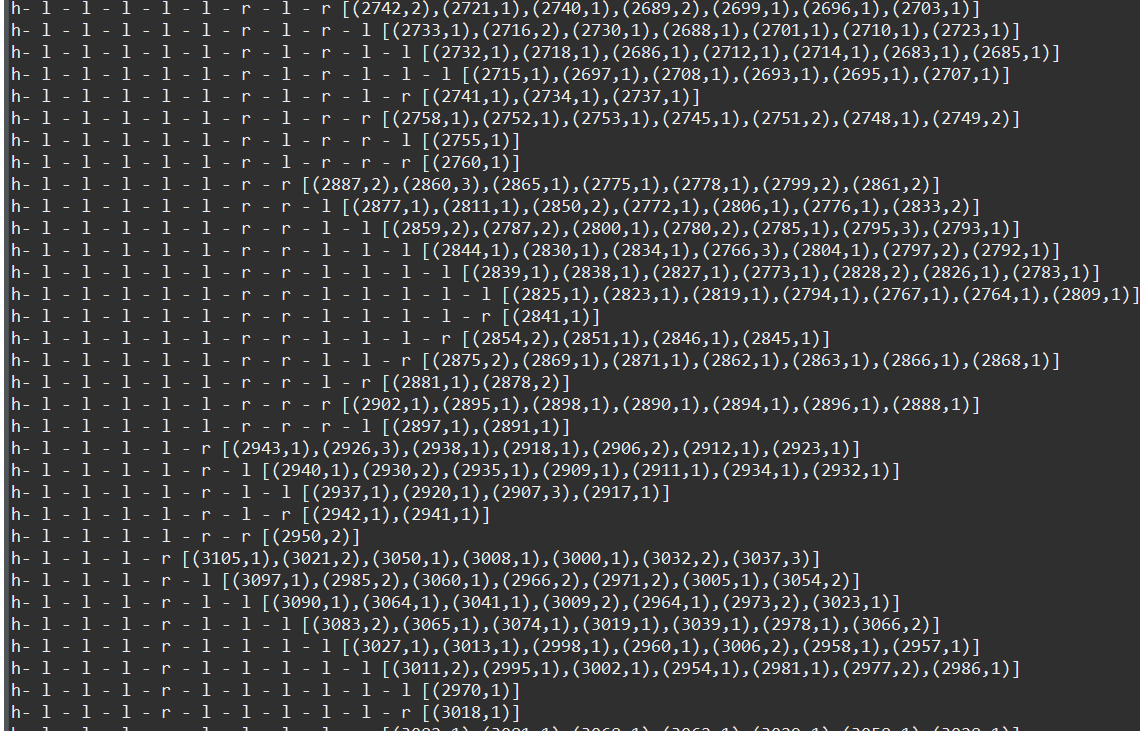 h- l - l - l - l - l - r - l - r [(2742,2),(2721,1),(2740,1),(2689,2),(2699,1),(2696,1),(2703,1)]
h- l - l - l - l - l - r - l - r - l [(2733,1),(2716,2),(2730,1),(2688,1),(2701,1),(2710,1),(2723,1)]
h- l - l - l - l - l - r - l - r - l - l [(2732,1),(2718,1),(2686,1),(2712,1),(2714,1),(2683,1),(2685,1)]
h- l - l - l - l - l - r - l - r - l - l - l [(2715,1),(2697,1),(2708,1),(2693,1),(2695,1),(2707,1)]
h- l - l - l - l - l - r - l - r - l - r [(2741,1),(2734,1),(2737,1)]
h- l - l - l - l - l - r - l - r - r [(2758,1),(2752,1),(2753,1),(2745,1),(2751,2),(2748,1),(2749,2)]
h- l - l - l - l - l - r - l - r - r - l [(2755,1)]
h- l - l - l - l - l - r - l - r - r - r [(2760,1)]
h- l - l - l - l - l - r - r [(2887,2),(2860,3),(2865,1),(2775,1),(2778,1),(2799,2),(2861,2)]
h- l - l - l - l - l - r - r - l [(2877,1),(2811,1),(2850,2),(2772,1),(2806,1),(2776,1),(2833,2)]
h- l - l - l - l - l - r - r - l - l [(2859,2),(2787,2),(2800,1),(2780,2),(2785,1),(2795,3),(2793,1)]
h- l - l - l - l - l - r - r - l - l - l [(2844,1),(2830,1),(2834,1),(2766,3),(2804,1),(2797,2),(2792,1)]
h- l - l - l - l - l - r - r - l - l - l - l [(2839,1),(2838,1),(2827,1),(2773,1),(2828,2),(2826,1),(2783,1)]
h- l - l - l - l - l - r - r - l - l - l - l - l [(2825,1),(2823,1),(2819,1),(2794,1),(2767,1),(2764,1),(2809,1)]
h- l - l - l - l - l - r - r - l - l - l - l - r [(2841,1)]
h- l - l - l - l - l - r - r - l - l - l - r [(2854,2),(2851,1),(2846,1),(2845,1)]
h- l - l - l - l - l - r - r - l - l - r [(2875,2),(2869,1),(2871,1),(2862,1),(2863,1),(2866,1),(2868,1)]
h- l - l - l - l - l - r - r - l - r [(2881,1),(2878,2)]
h- l - l - l - l - l - r - r - r [(2902,1),(2895,1),(2898,1),(2890,1),(2894,1),(2896,1),(2888,1)]
h- l - l - l - l - l - r - r - r - l [(2897,1),(2891,1)]
h- l - l - l - l - r [(2943,1),(2926,3),(2938,1),(2918,1),(2906,2),(2912,1),(2923,1)]
h- l - l - l - l - r - l [(2940,1),(2930,2),(2935,1),(2909,1),(2911,1),(2934,1),(2932,1)]
h- l - l - l - l - r - l - l [(2937,1),(2920,1),(2907,3),(2917,1)]
h- l - l - l - l - r - l - r [(2942,1),(2941,1)]
h- l - l - l - l - r - r [(2950,2)]
h- l - l - l - r [(3105,1),(3021,2),(3050,1),(3008,1),(3000,1),(3032,2),(3037,3)]
h- l - l - l - r - l [(3097,1),(2985,2),(3060,1),(2966,2),(2971,2),(3005,1),(3054,2)]
h- l - l - l - r - l - l [(3090,1),(3064,1),(3041,1),(3009,2),(2964,1),(2973,2),(3023,1)]
h- l - l - l - r - l - l - l [(3083,2),(3065,1),(3074,1),(3019,1),(3039,1),(2978,1),(3066,2)]
h- l - l - l - r - l - l - l - l [(3027,1),(3013,1),(2998,1),(2960,1),(3006,2),(2958,1),(2957,1)]
h- l - l - l - r - l - l - l - l - l [(3011,2),(2995,1),(3002,1),(2954,1),(2981,1),(2977,2),(2986,1)]
h- l - l - l - r - l - l - l - l - l - l [(2970,1)]
h- l - l - l - r - l - l - l - l - l - r [(3018,1)]